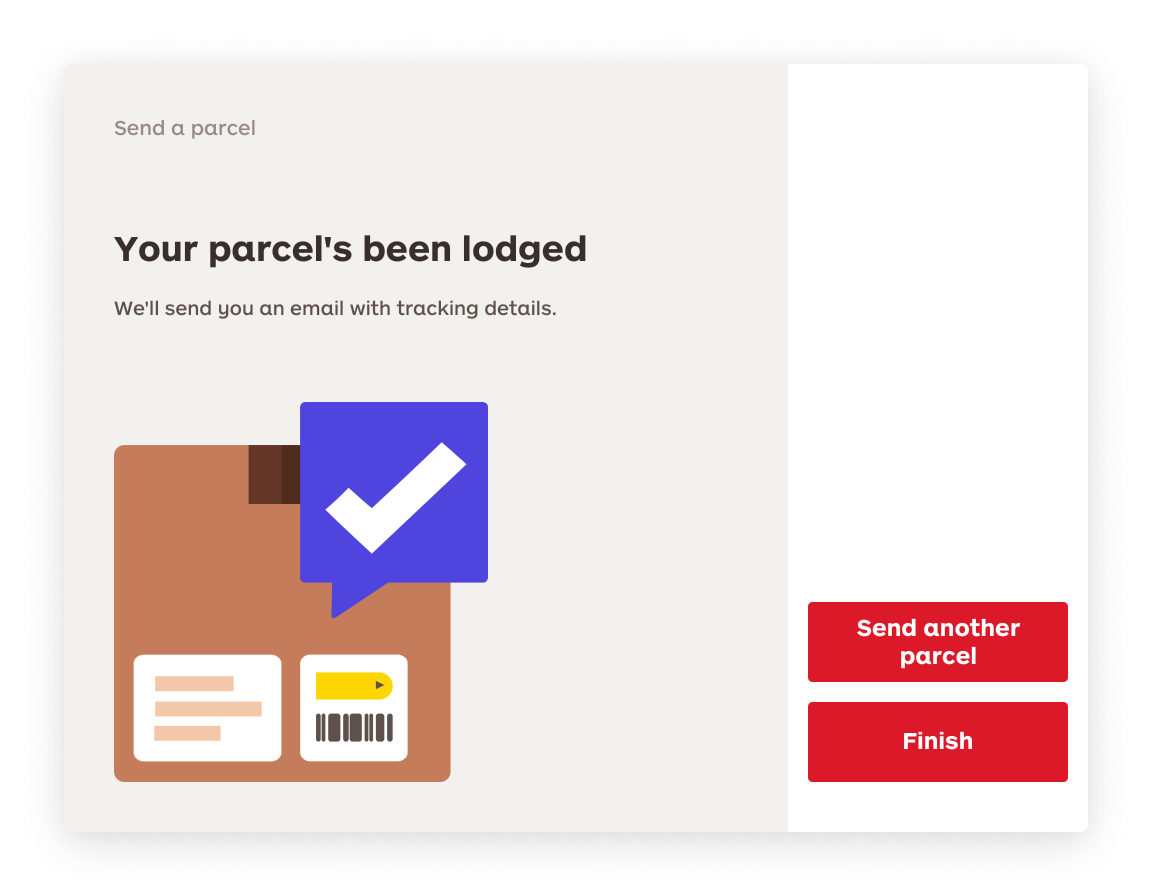 Send a parcel
Your parcel's been lodged
We'll send you an email with tracking details.
Send another
parcel
Finish